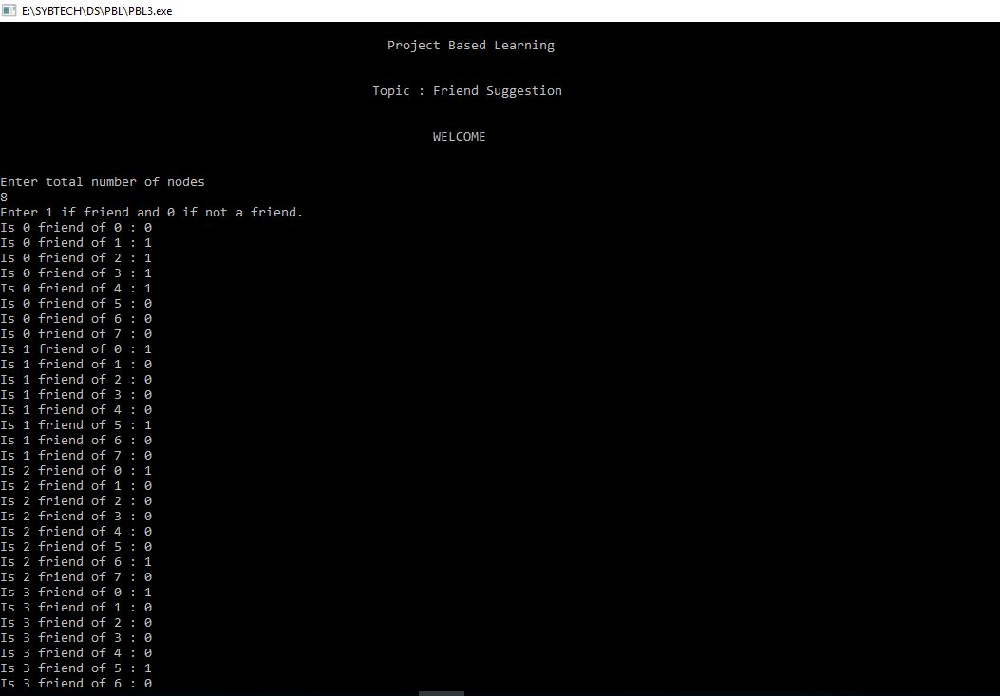 E:\SYBTECH\DS\PBL\PBL3.exe
Project Based Learning
Topic : Friend Suggestion
WELCOME
Enter total number of nodes
8
Enter 1 if friend and 0 if not a friend.
Is 0 friend of 0 : 0
Is 0 friend of 1 : 1
Is 0 friend of 2 : 1
Is 0 friend of 3 : 1
Is 0 friend of 4 : 1
Is 0 friend of 5 : 0
Is 0 friend of 6 : 0
Is 0 friend of 7 : 0
Is 1 friend of 0 : 1
Is 1 friend of 1 : 0
Is 1 friend of 2 : 0
Is 1 friend of 3 : 0
Is 1 friend of 4 : 0
Is 1 friend of 5 : 1
Is 1 friend of 6 : 0
Is 1 friend of 7 : 0
Is 2 friend of 0 : 1
Is 2 friend of 1 : 0
Is 2 friend of 2 : 0
Is 2 friend of 3 : 0
Is 2 friend of 4 : 0
Is 2 friend of 5 : 0
Is 2 friend of 6 : 1
Is 2 friend of 7 : 0
Is 3 friend of 0 : 1
Is 3 friend of 1 : 0
Is 3 friend of 2 : 0
Is 3 friend of 3 : 0
Is 3 friend of 4 : 0
Is 3 friend of 5 : 1
Is 3 friend of 6 : 0